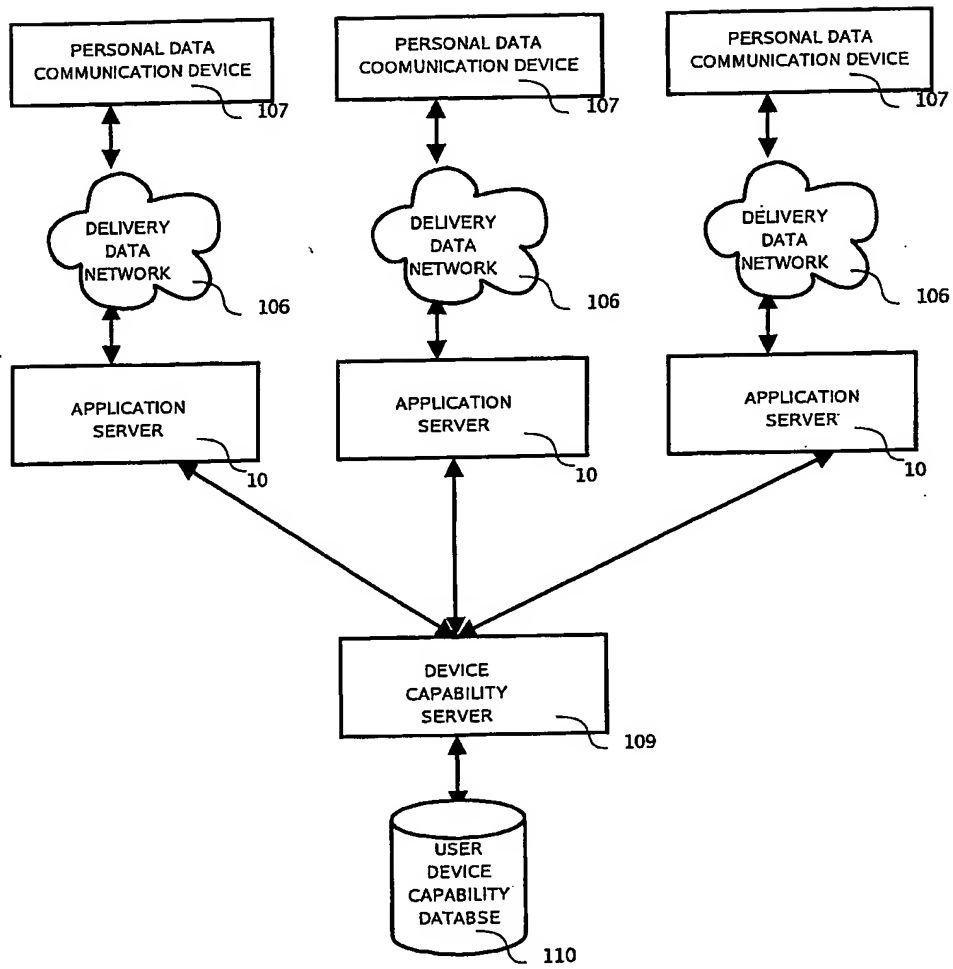 PERSONAL DATA
COMMUNICATION DEVICE
107
PERSONAL DATA
COOMUNICATION DEVICE
107
PERSONAL DATA
COMMUNICATION DEVICE
107
DELIVERY
DATA
NETWORK
106
DELIVERY
DATA
NETWORK
106
DELIVERY
DATA
NETWORK
106
APPLICATION
SERVER
10
APPLICATION
SERVER
10
APPLICATION
SERVER
10
DEVICE
CAPABILITY
SERVER
109
USER
DEVICE
CAPABILITY
DATABSE
110